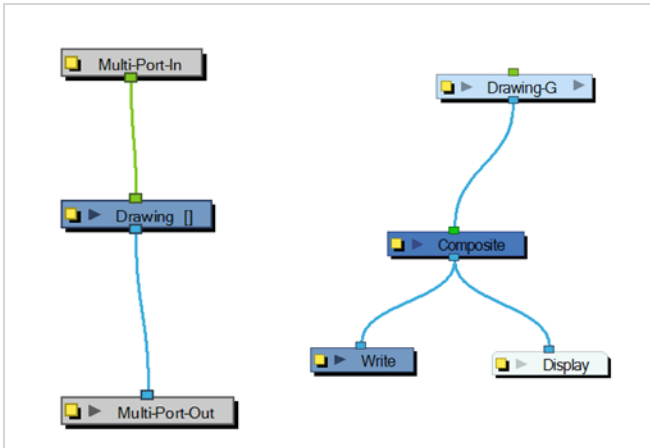 Multi-Port-In
Drawing []
Multi-Port-Out
Drawing-G
Composite
Write
Display